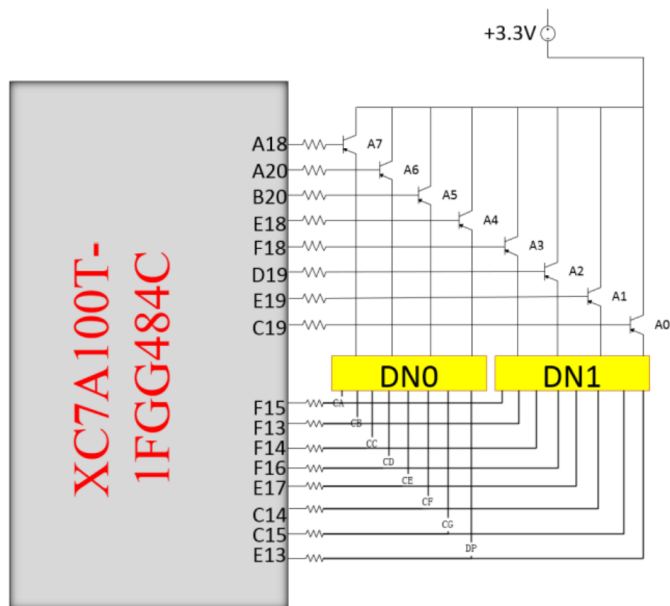 +3.3V
XC7A100T-
1FGG484C
A18
A7
A20
A6
B20
A5
E18
A4
F18
A3
D19
A2
E19
A1
C19
A0
DN0
DN1
F15
CA
F13
CB
CC
F14
CD
F16
CE
E17
CF
C14
CG
C15
DP
E13